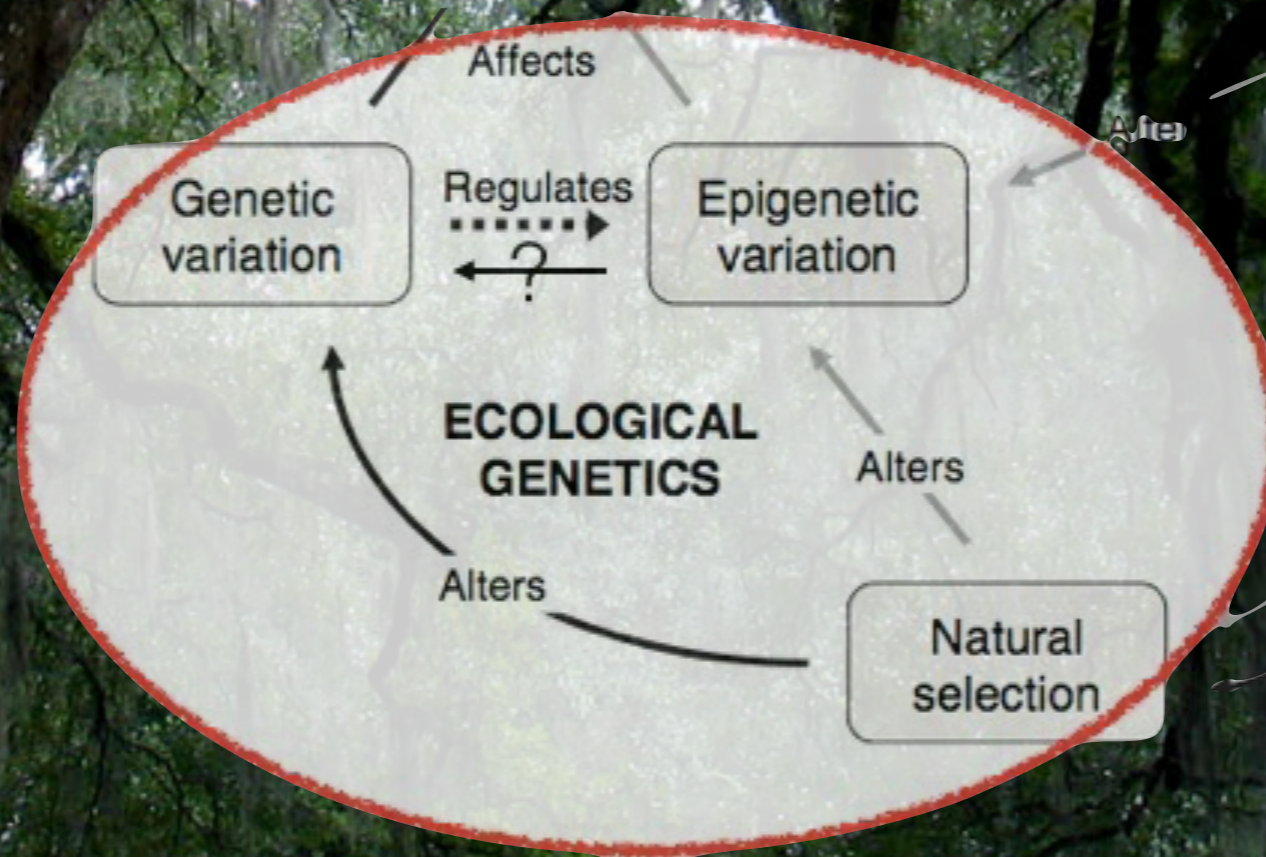 Affects
Genetic
variation
Regulates
?
Epigenetic
variation
ECOLOGICAL
GENETICS
Alters
Alters
Natural
selection